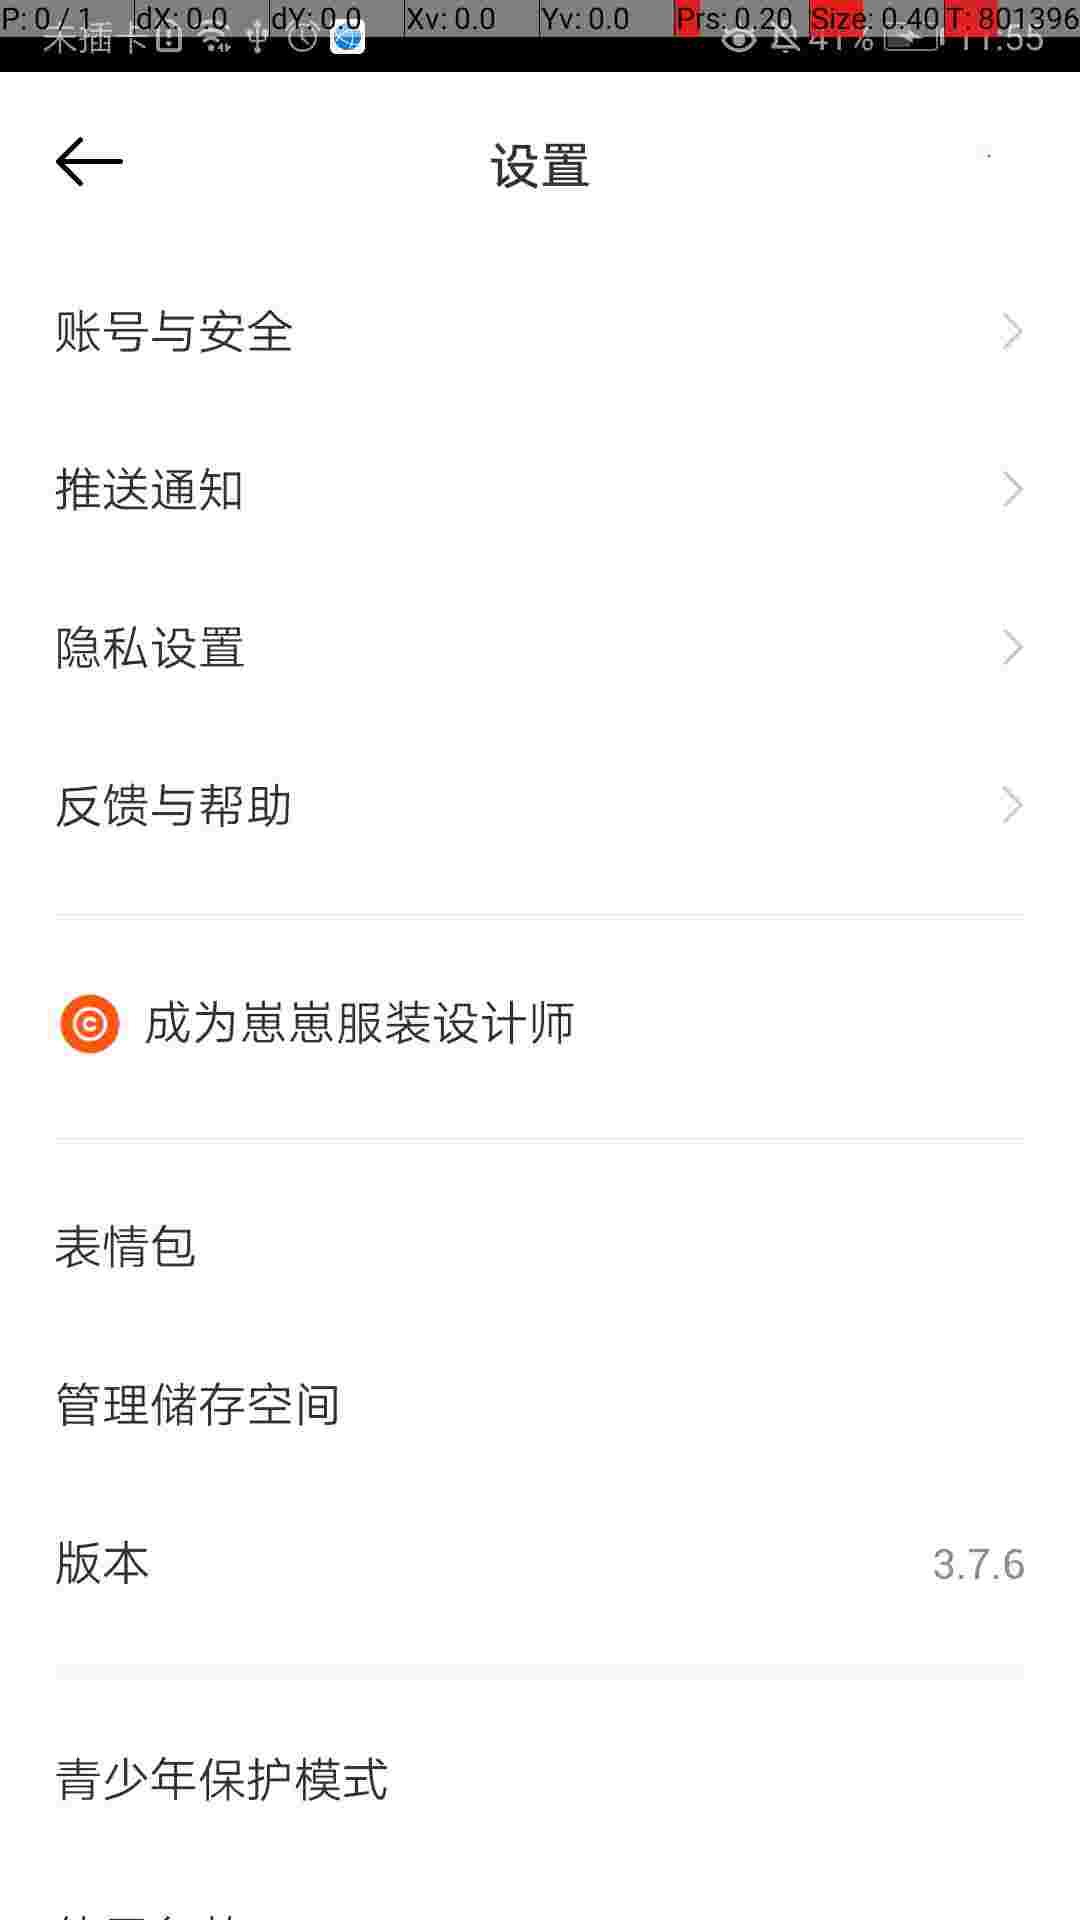 P: 0 / 1 dX: 0.0 dY: 0.0 Xv: 0.0 Yv: 0.0 Prs: 0.20 Size: 0.40 T: 801396
未插卡 41% 11:55
设置
账号与安全
推送通知
隐私设置
反馈与帮助
成为崽崽服装设计师
表情包
管理储存空间
版本 3.7.6
青少年保护模式